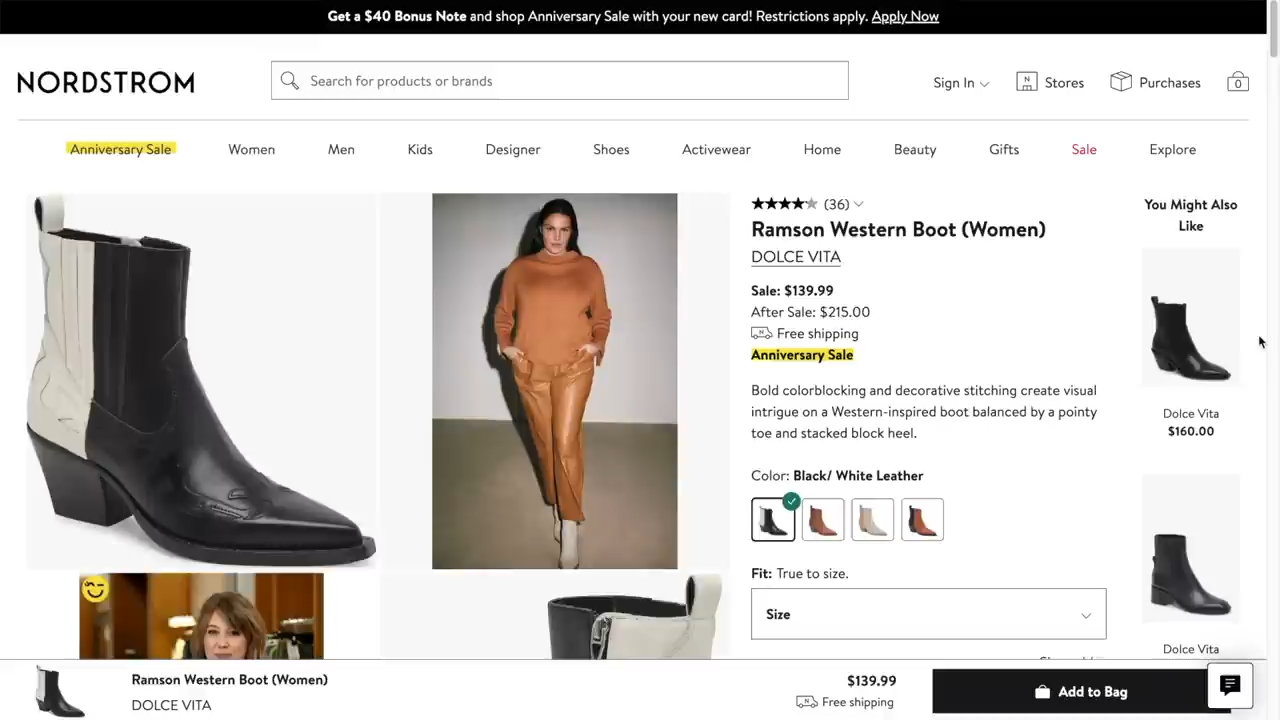 Get a $40 Bonus Note and shop Anniversary Sale with your new card! Restrictions apply. Apply Now
NORDSTROM
Search for products or brands
Sign In
N
Stores
Purchases
0
Anniversary Sale
Women
Men
Kids
Designer
Shoes
Activewear
Home
Beauty
Gifts
Sale
Explore
(36)
Ramson Western Boot (Women)
DOLCE VITA
Sale: $139.99
After Sale: $215.00
N Free shipping
Anniversary Sale
Bold colorblocking and decorative stitching create visual
intrigue on a Western-inspired boot balanced by a pointy
toe and stacked block heel.
Color: Black/ White Leather
Fit: True to size.
Size
You Might Also
Like
Dolce Vita
$160.00
Dolce Vita
Ramson Western Boot (Women)
DOLCE VITA
$139.99
N Free shipping
Add to Bag